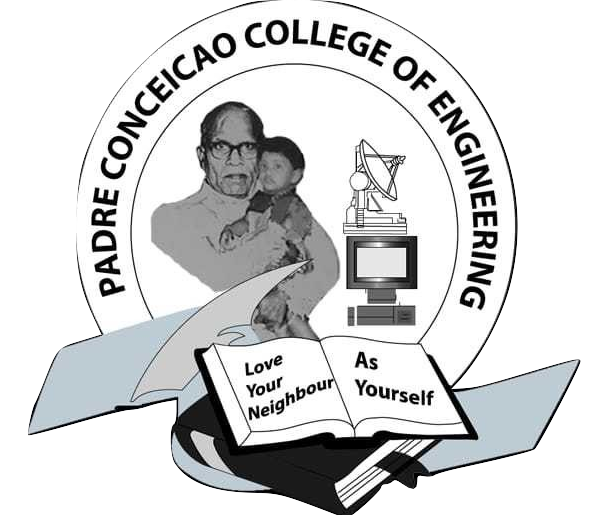 PADRE CONCEICAO COLLEGE OF ENGINEERING
Love
Your
Neighbour
As
Yourself